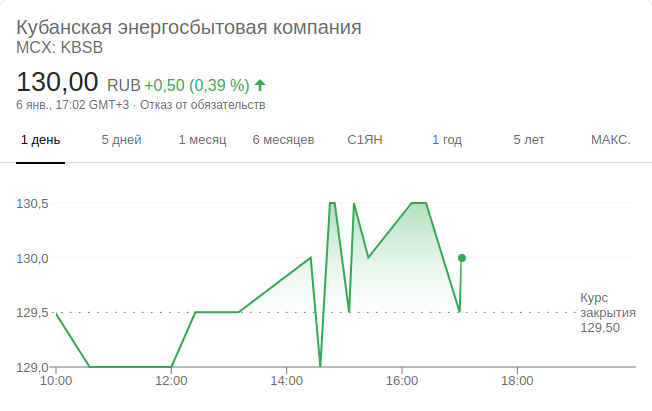 Кубанская энергосбытовая компания
MCX: KBSB
130,00 RUB +0,50 (0,39 %)
6 янв., 17:02 GMT+3 · Отказ от обязательств
1 день 5 дней 1 месяц 6 месяцев С1ЯН 1 год 5 лет МАКС.
130,5
130,0
129,5
129,0
Курс
закрытия
129,50
10:00 12:00 14:00 16:00 18:00